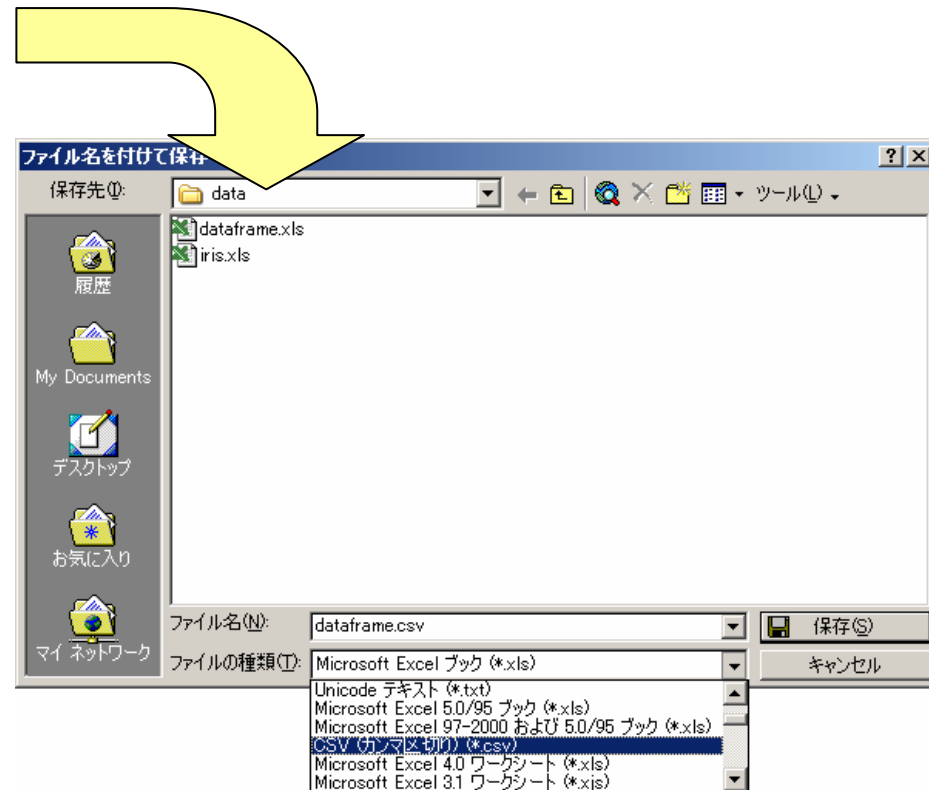 ファイル名を付けて保存
保存先(I):
data
ツール(L)
履歴
My Documents
デスクトップ
お気に入り
マイ ネットワーク
dataframe.xls
iris.xls
ファイル名(N):
dataframe.csv
保存(S)
ファイルの種類(T):
Microsoft Excel ブック (*.xls)
キャンセル
Unicode テキスト (*.txt)
Microsoft Excel 5.0/95 ブック (*.xls)
Microsoft Excel 97-2000 および 5.0/95 ブック (*.xls)
CSV (カンマ区切り) (*.csv)
Microsoft Excel 4.0 ワークシート (*.xls)
Microsoft Excel 3.1 ワークシート (*.xls)